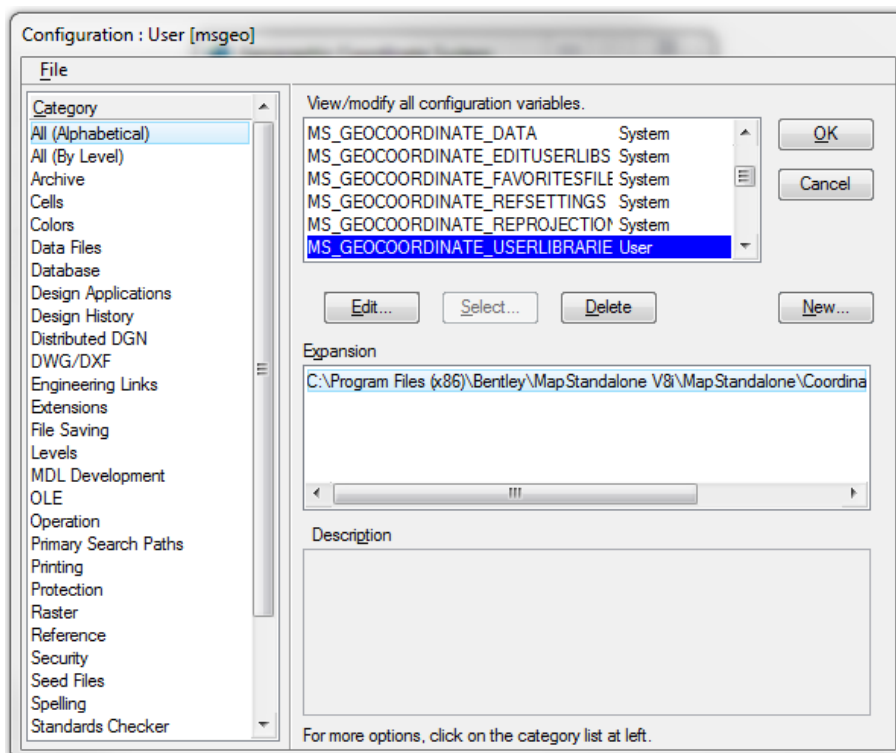 Configuration : User [msgeo]
File
Category
All (Alphabetical)
All (By Level)
Archive
Cells
Colors
Data Files
Database
Design Applications
Design History
Distributed DGN
DWG/DXF
Engineering Links
Extensions
File Saving
Levels
MDL Development
OLE
Operation
Primary Search Paths
Printing
Protection
Raster
Reference
Security
Seed Files
Spelling
Standards Checker
View/modify all configuration variables.
MS_GEOCOORDINATE_DATA System
MS_GEOCOORDINATE_EDITUSERLIBS System
MS_GEOCOORDINATE_FAVORITESFILE System
MS_GEOCOORDINATE_REFSETTINGS System
MS_GEOCOORDINATE_REPROJECTION System
MS_GEOCOORDINATE_USERLIBRARIE User
OK
Cancel
Edit...
Select...
Delete
New...
Expansion
C:\Program Files (x86)\Bentley\MapStandalone V8i\MapStandalone\Coordina
Description
For more options, click on the category list at left.